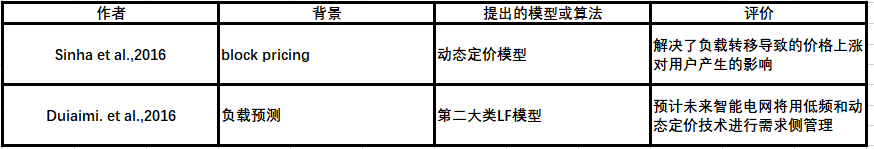 作者 背景 提出的模型或算法 评价
Sinha et al.,2016 block pricing 动态定价模型 解决了负载转移导致的价格上涨
对用户产生的影响
Duiaimi. et al.,2016 负载预测 第二大类LF模型 预计未来智能电网将用低频和动
态定价技术进行需求侧管理